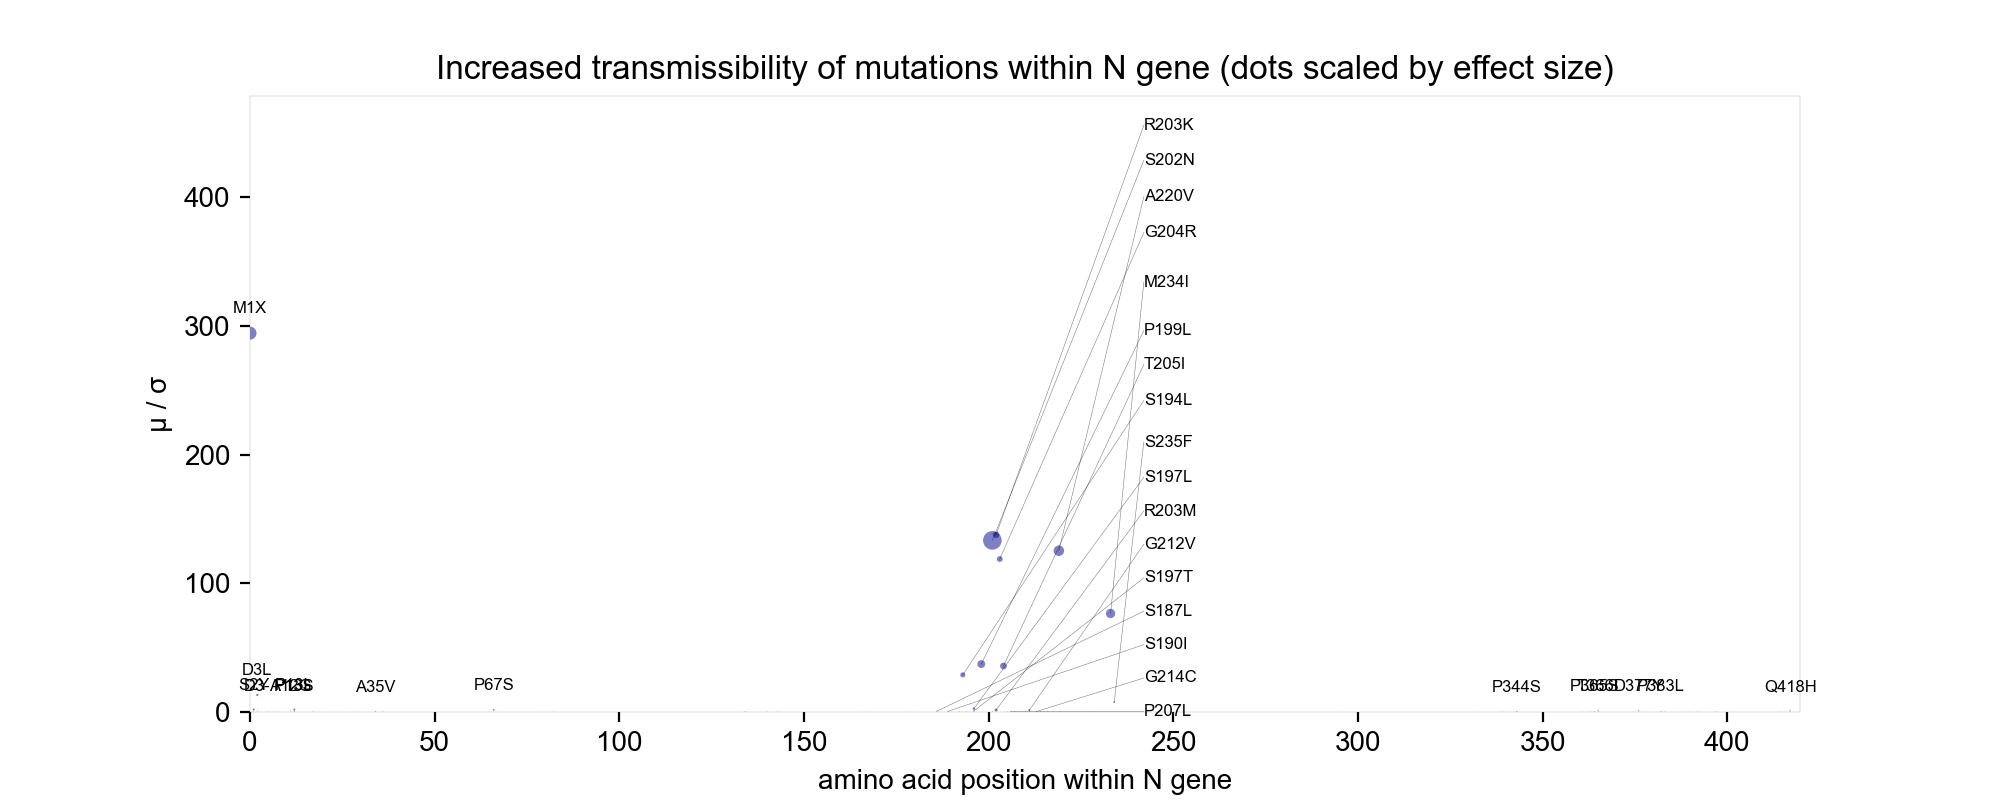 Increased transmissibility of mutations within N gene (dots scaled by effect size)
μ / σ
400
300
200
100
0
M1X
D3L
A35V
P67S
R203K
S202N
A220V
G204R
M234I
P199L
T205I
S194L
S235F
S197L
R203M
G212V
S197T
S187L
S190I
G214C
P207L
P344S
P383L
Q418H
0
50
100
150
200
250
300
350
400
amino acid position within N gene